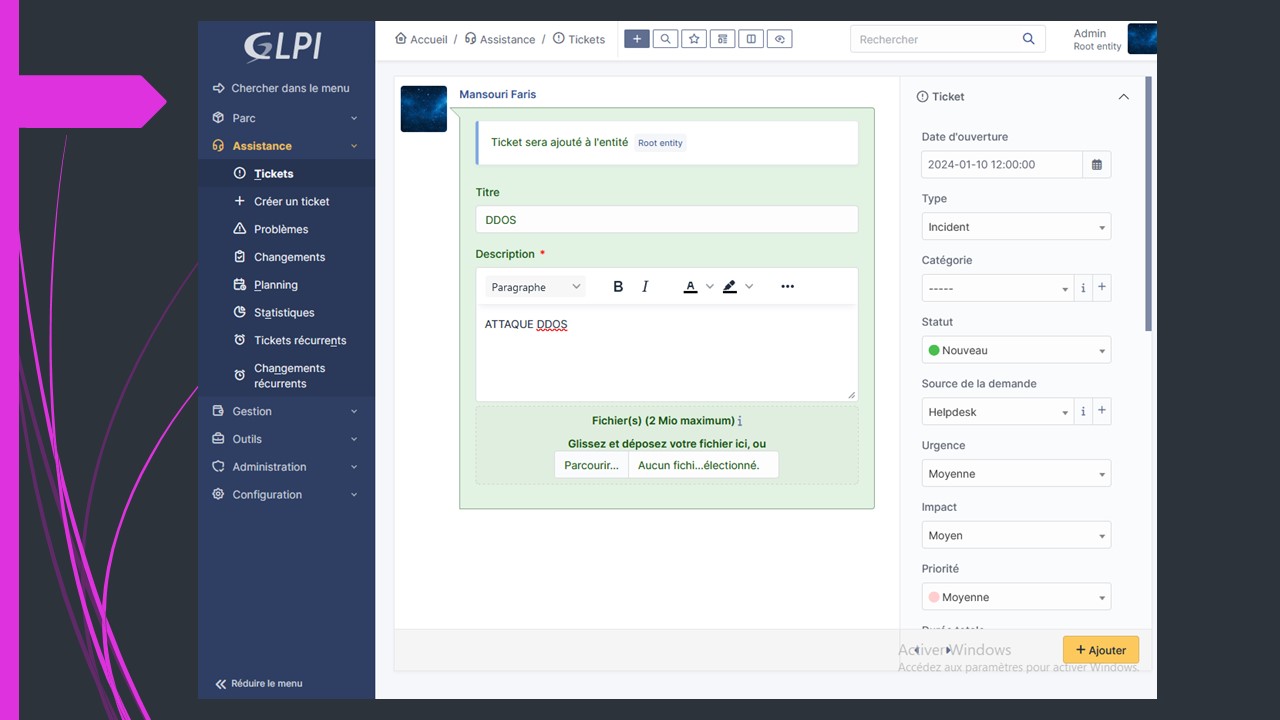 GLPI
Chercher dans le menu
Parc
Assistance
Tickets
Créer un ticket
Problèmes
Changements
Planning
Statistiques
Tickets récurrents
Changements
récurrents
Gestion
Outils
Administration
Configuration
Réduire le menu
Accueil / Assistance / Tickets
Rechercher
Admin
Root entity
Mansouri Faris
Ticket sera ajouté à l'entité Root entity
Titre
DDOS
Description *
Paragraphe B I A
ATTAQUE DDOS
Fichier(s) (2 Mio maximum) i
Glissez et déposez votre fichier ici, ou
Parcourir... Aucun fichi...électionné.
Ticket
Date d'ouverture
2024-01-10 12:00:00
Type
Incident
Catégorie
-----
Statut
Nouveau
Source de la demande
Helpdesk
Urgence
Moyenne
Impact
Moyen
Priorité
Moyenne
Durée totale
Activer Windows
Accédez aux paramètres pour activer Windows.
+ Ajouter